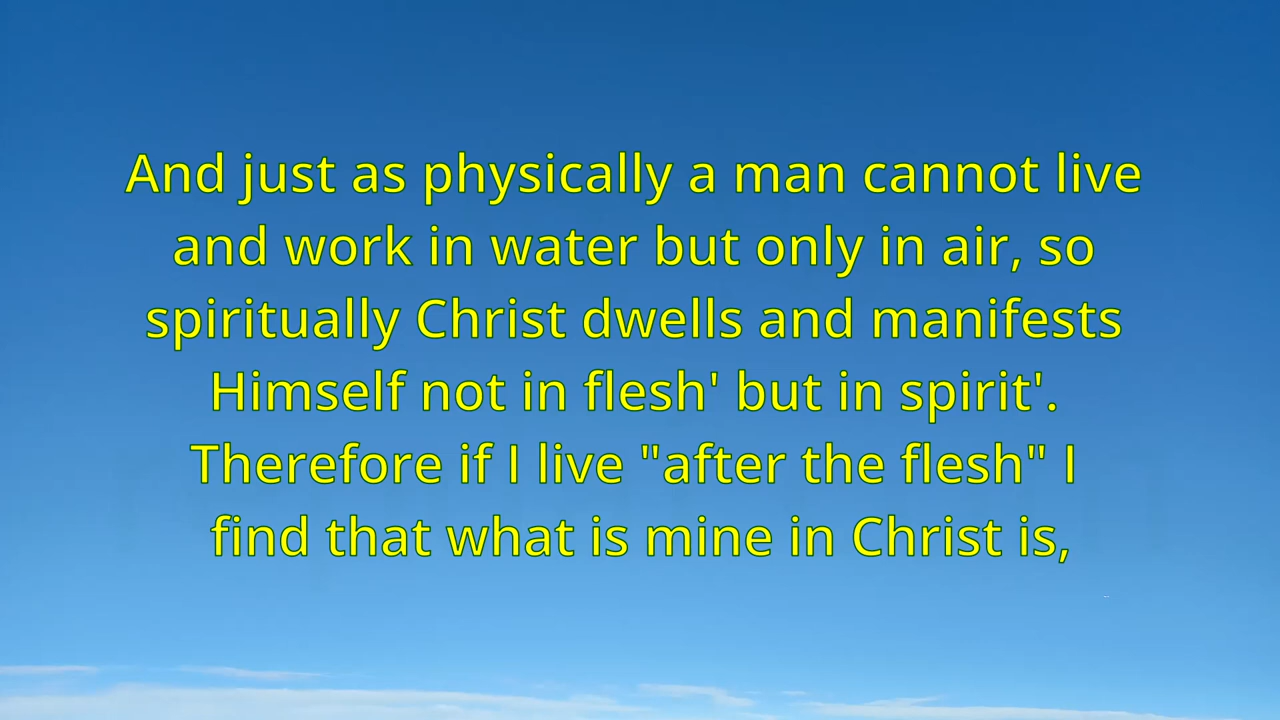 And just as physically a man cannot live
and work in water but only in air, so
spiritually Christ dwells and manifests
Himself not in flesh' but in spirit'.
Therefore if I live "after the flesh" I
find that what is mine in Christ is,